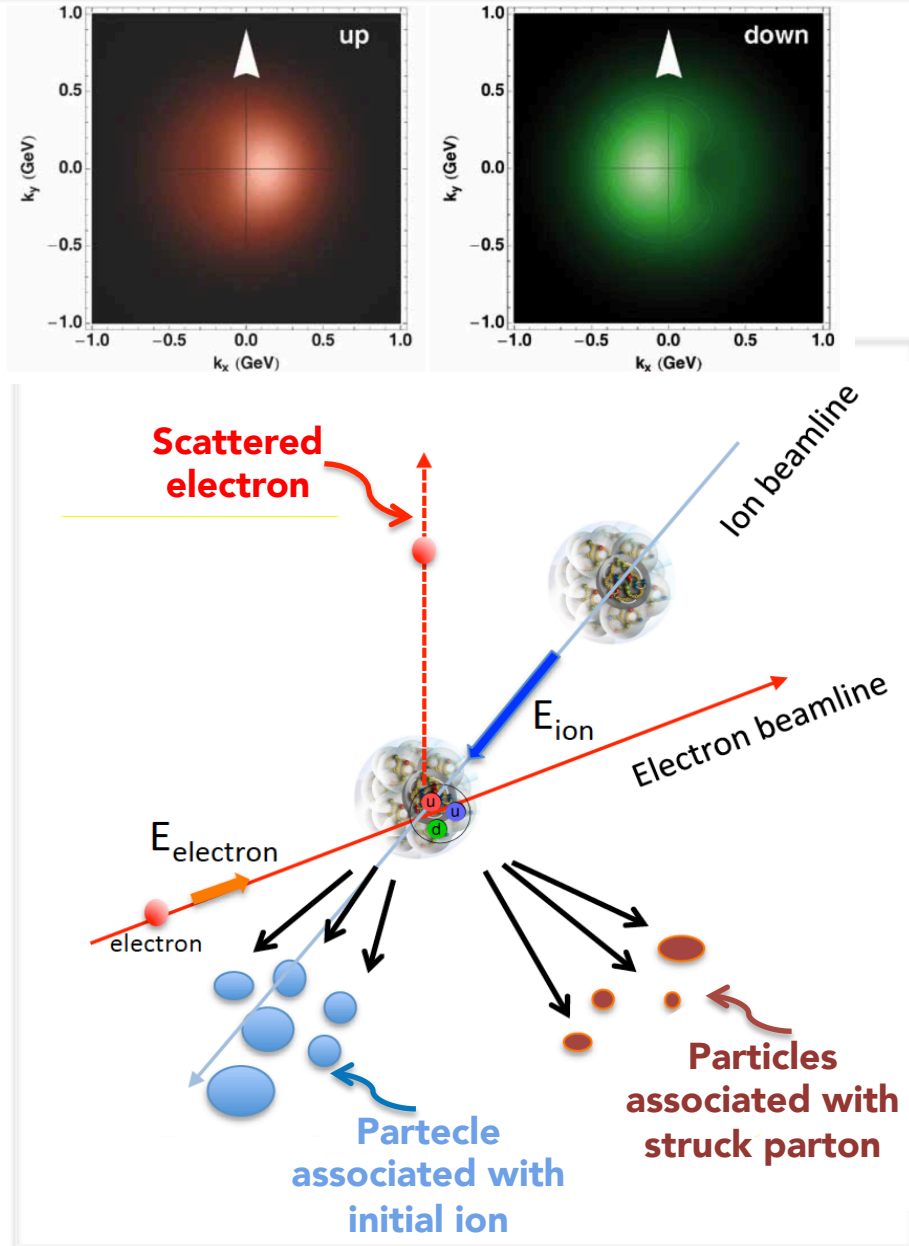 up
1.0
0.5
0.0
−0.5
−1.0
ky (GeV)
−1.0 −0.5 0.0 0.5 1.0
kx (GeV)
down
1.0
0.5
0.0
−0.5
−1.0
ky (GeV)
−1.0 −0.5 0.0 0.5 1.0
kx (GeV)
Scattered
electron
Ion beamline
Eion
Electron beamline
u
u
d
Eelectron
electron
Particles
associated with
struck parton
Partecle
associated with
initial ion